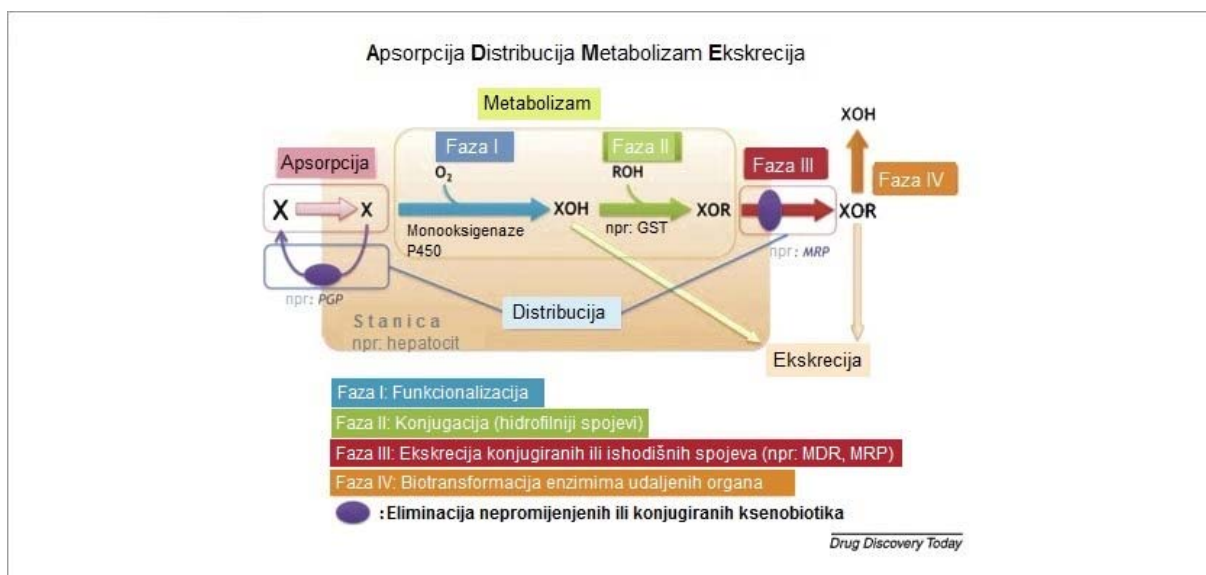 Apsorpcija Distribucija Metabolizam Ekskrecija
Metabolizam
XOH
Faza I
Faza II
Faza III
Faza IV
Apsorpcija
O₂
ROH
X
X
XOH
XOR
XOR
Monooksigenaze
P450
npr: GST
npr: MRP
npr: PGP
Distribucija
Stanica
npr: hepatocit
Ekskrecija
Faza I: Funkcionalizacija
Faza II: Konjugacija (hidrofilniji spojevi)
Faza III: Ekskrecija konjugiranih ili ishodišnih spojeva (npr: MDR, MRP)
Faza IV: Biotransformacija enzimima udaljenih organa
:Eliminacija nepromijenjenih ili konjugiranih ksenobiotika
Drug Discovery Today